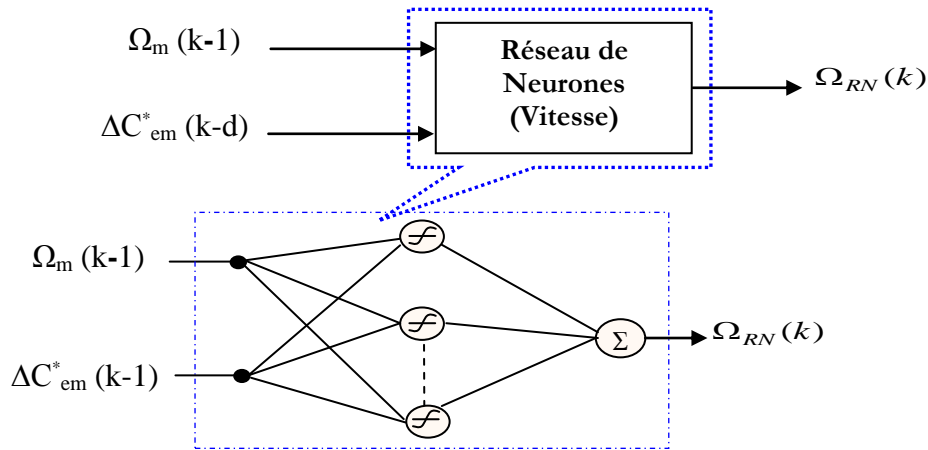 Ωm (k-1)
Réseau de
Neurones
(Vitesse)
ΩRN (k)
ΔC*em (k-d)
Ωm (k-1)
Σ
ΩRN (k)
ΔC*em (k-1)